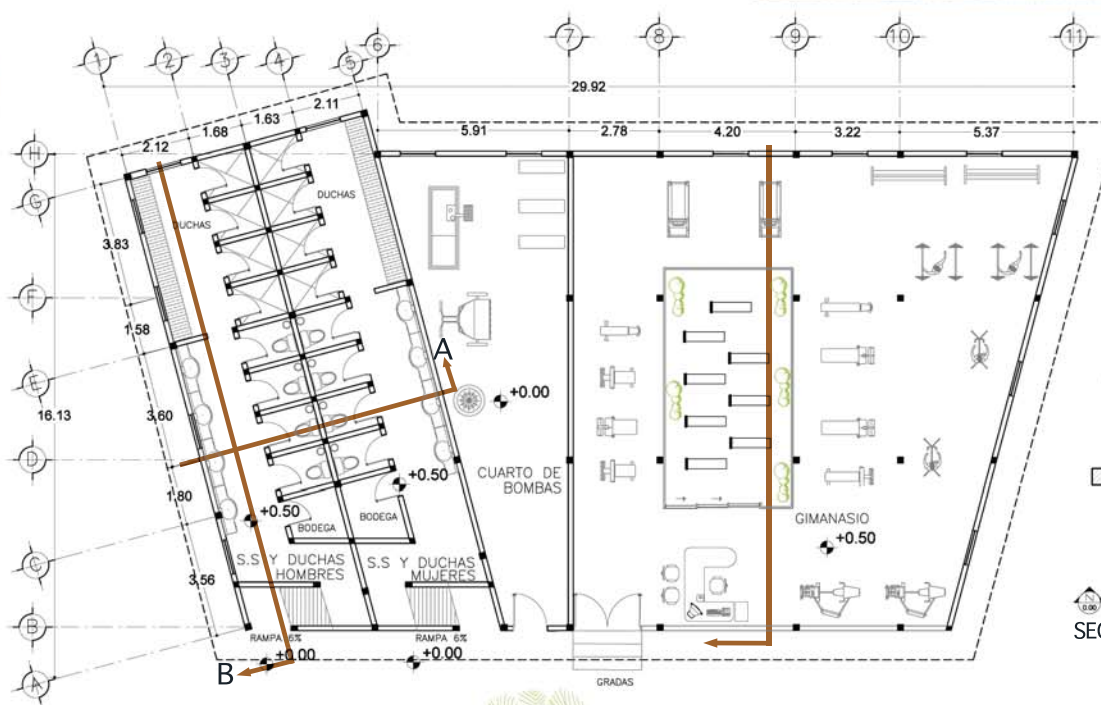 1 2 3 4 5 6 7 8 9 10 11
29.92
2.12 1.68 1.63 2.11 5.91 2.78 4.20 3.22 5.37
H
G
F
E
D
C
B
A
3.83
1.58
16.13
3.60
1.80
3.56
DUCHAS
DUCHAS
A
+0.00
CUARTO DE
BOMBAS
+0.50
+0.50
BODEGA
BODEGA
GIMANASIO
+0.50
S.S Y DUCHAS
HOMBRES
S.S Y DUCHAS
MUJERES
RAMPA 6%
RAMPA 6%
+0.00
+0.00
B
GRADAS
N
0.00